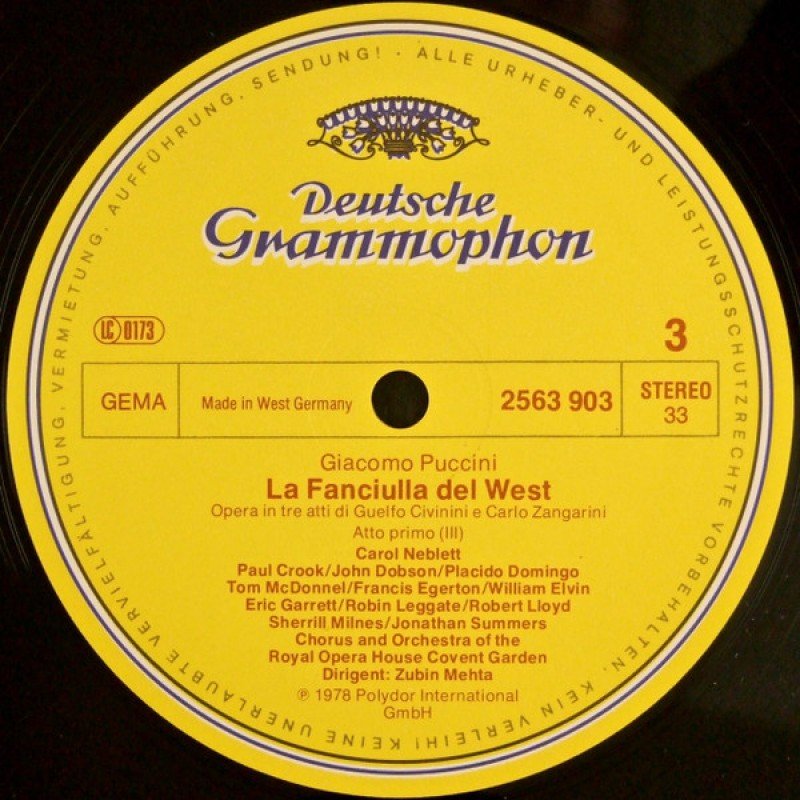 ALLE URHEBER- UND LEISTUNGSSCHUTZRECHTE VORBEHALTEN. KEIN VERLEIH! KEINE UNERLAUBTE VERVIELFÄLTIGUNG, VERMIETUNG, AUFFÜHRUNG, SENDUNG! ·
Deutsche
Grammophon
LC 0173
3
GEMA
Made in West Germany
2563 903
STEREO
33
Giacomo Puccini
La Fanciulla del West
Opera in tre atti di Guelfo Civinini e Carlo Zangarini
Atto primo (III)
Carol Neblett
Paul Crook/John Dobson/Placido Domingo
Tom McDonnel/Francis Egerton/William Elvin
Eric Garrett/Robin Leggate/Robert Lloyd
Sherrill Milnes/Jonathan Summers
Chorus and Orchestra of the
Royal Opera House Covent Garden
Dirigent: Zubin Mehta
℗ 1978 Polydor International
GmbH